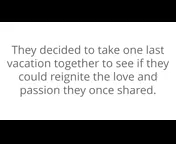 They decided to take one last
vacation together to see if they
could reignite the love and
passion they once shared.